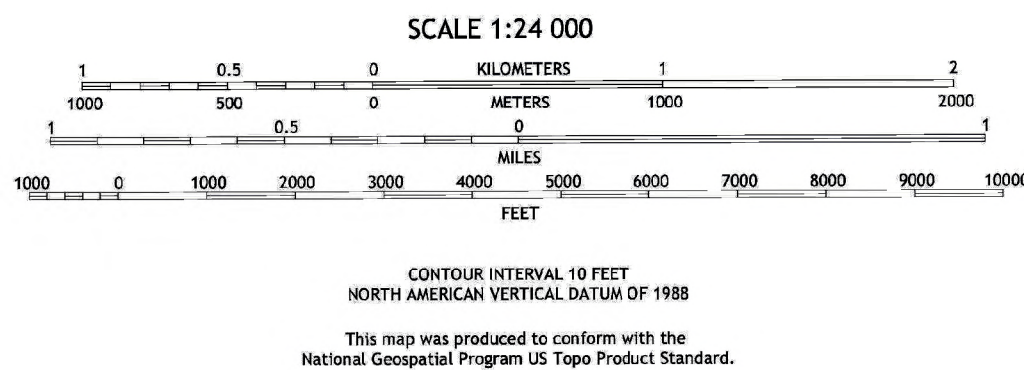 SCALE 1:24 000
1 0.5 0 KILOMETERS 1 2
1000 500 0 METERS 1000 2000
1 0.5 0 1
MILES
1000 0 1000 2000 3000 4000 5000 6000 7000 8000 9000 10000
FEET
CONTOUR INTERVAL 10 FEET
NORTH AMERICAN VERTICAL DATUM OF 1988
This map was produced to conform with the
National Geospatial Program US Topo Product Standard.